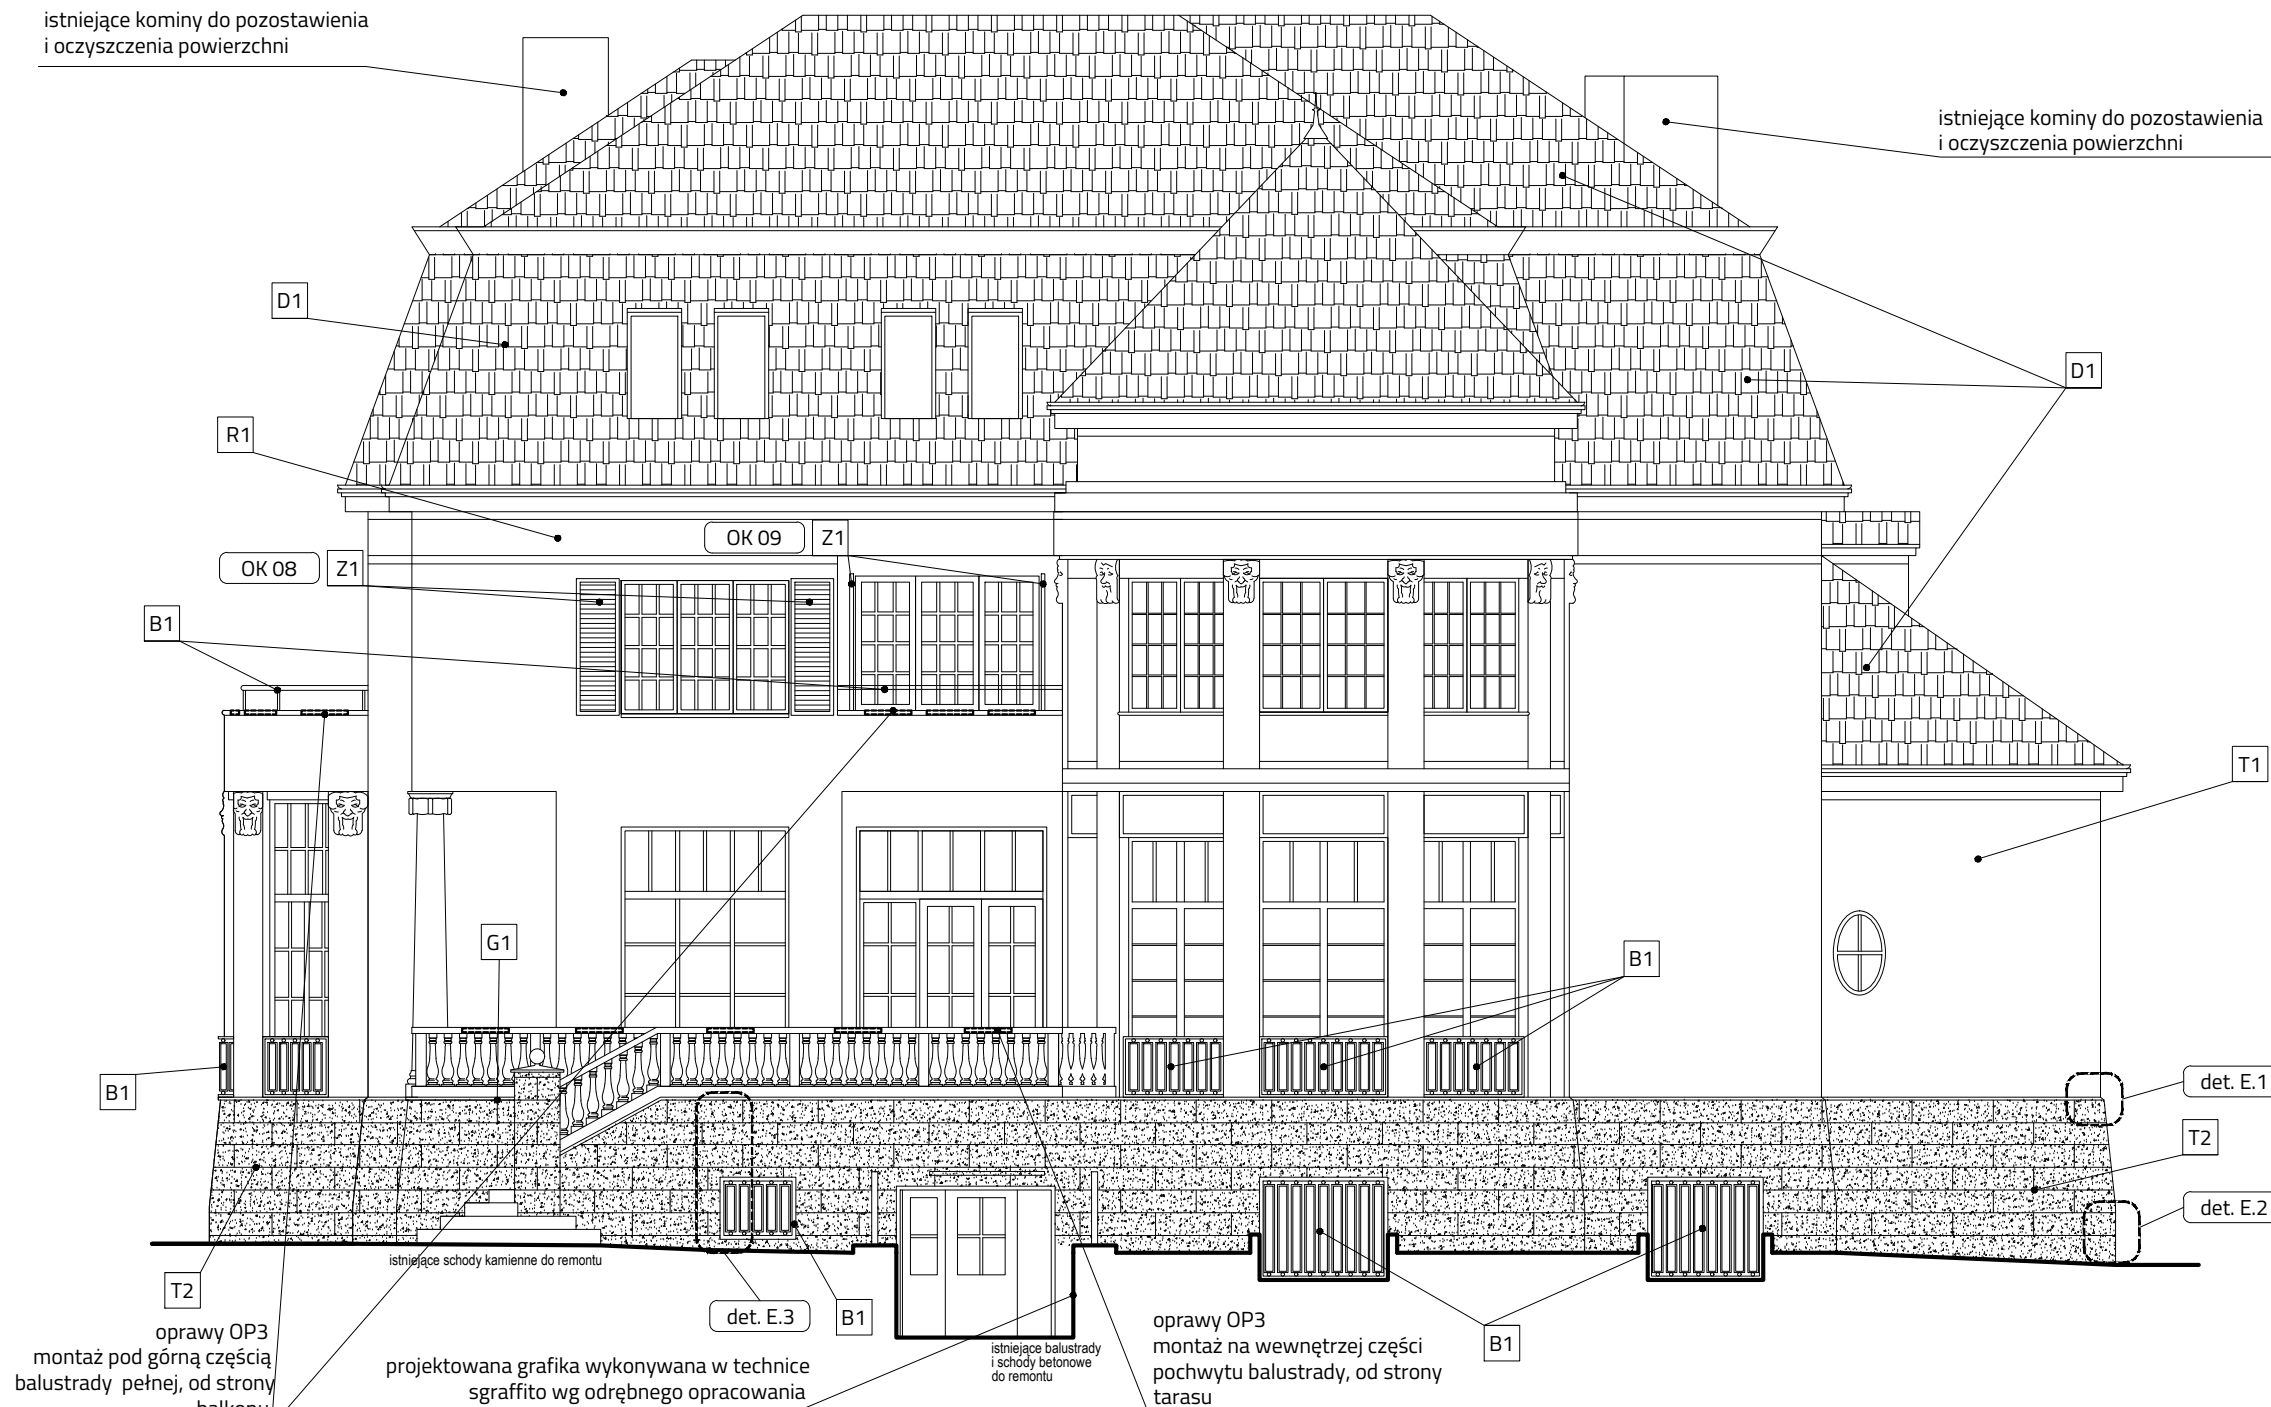 istniejące kominy do pozostawienia
i oczyszczenia powierzchni
istniejące kominy do pozostawienia
i oczyszczenia powierzchni
D1
D1
R1
OK 09
Z1
OK 08
Z1
B1
T1
G1
B1
B1
det. E.1
T2
det. E.2
istniejące schody kamienne do remontu
T2
det. E.3
B1
B1
oprawy OP3
montaż pod górną częścią
balustrady pełnej, od strony
balkonu
projektowana grafika wykonywana w technice
sgraffito wg odrębnego opracowania
istniejące balustrady
i schody betonowe
do remontu
oprawy OP3
montaż na wewnętrzej części
pochwytu balustrady, od strony
tarasu